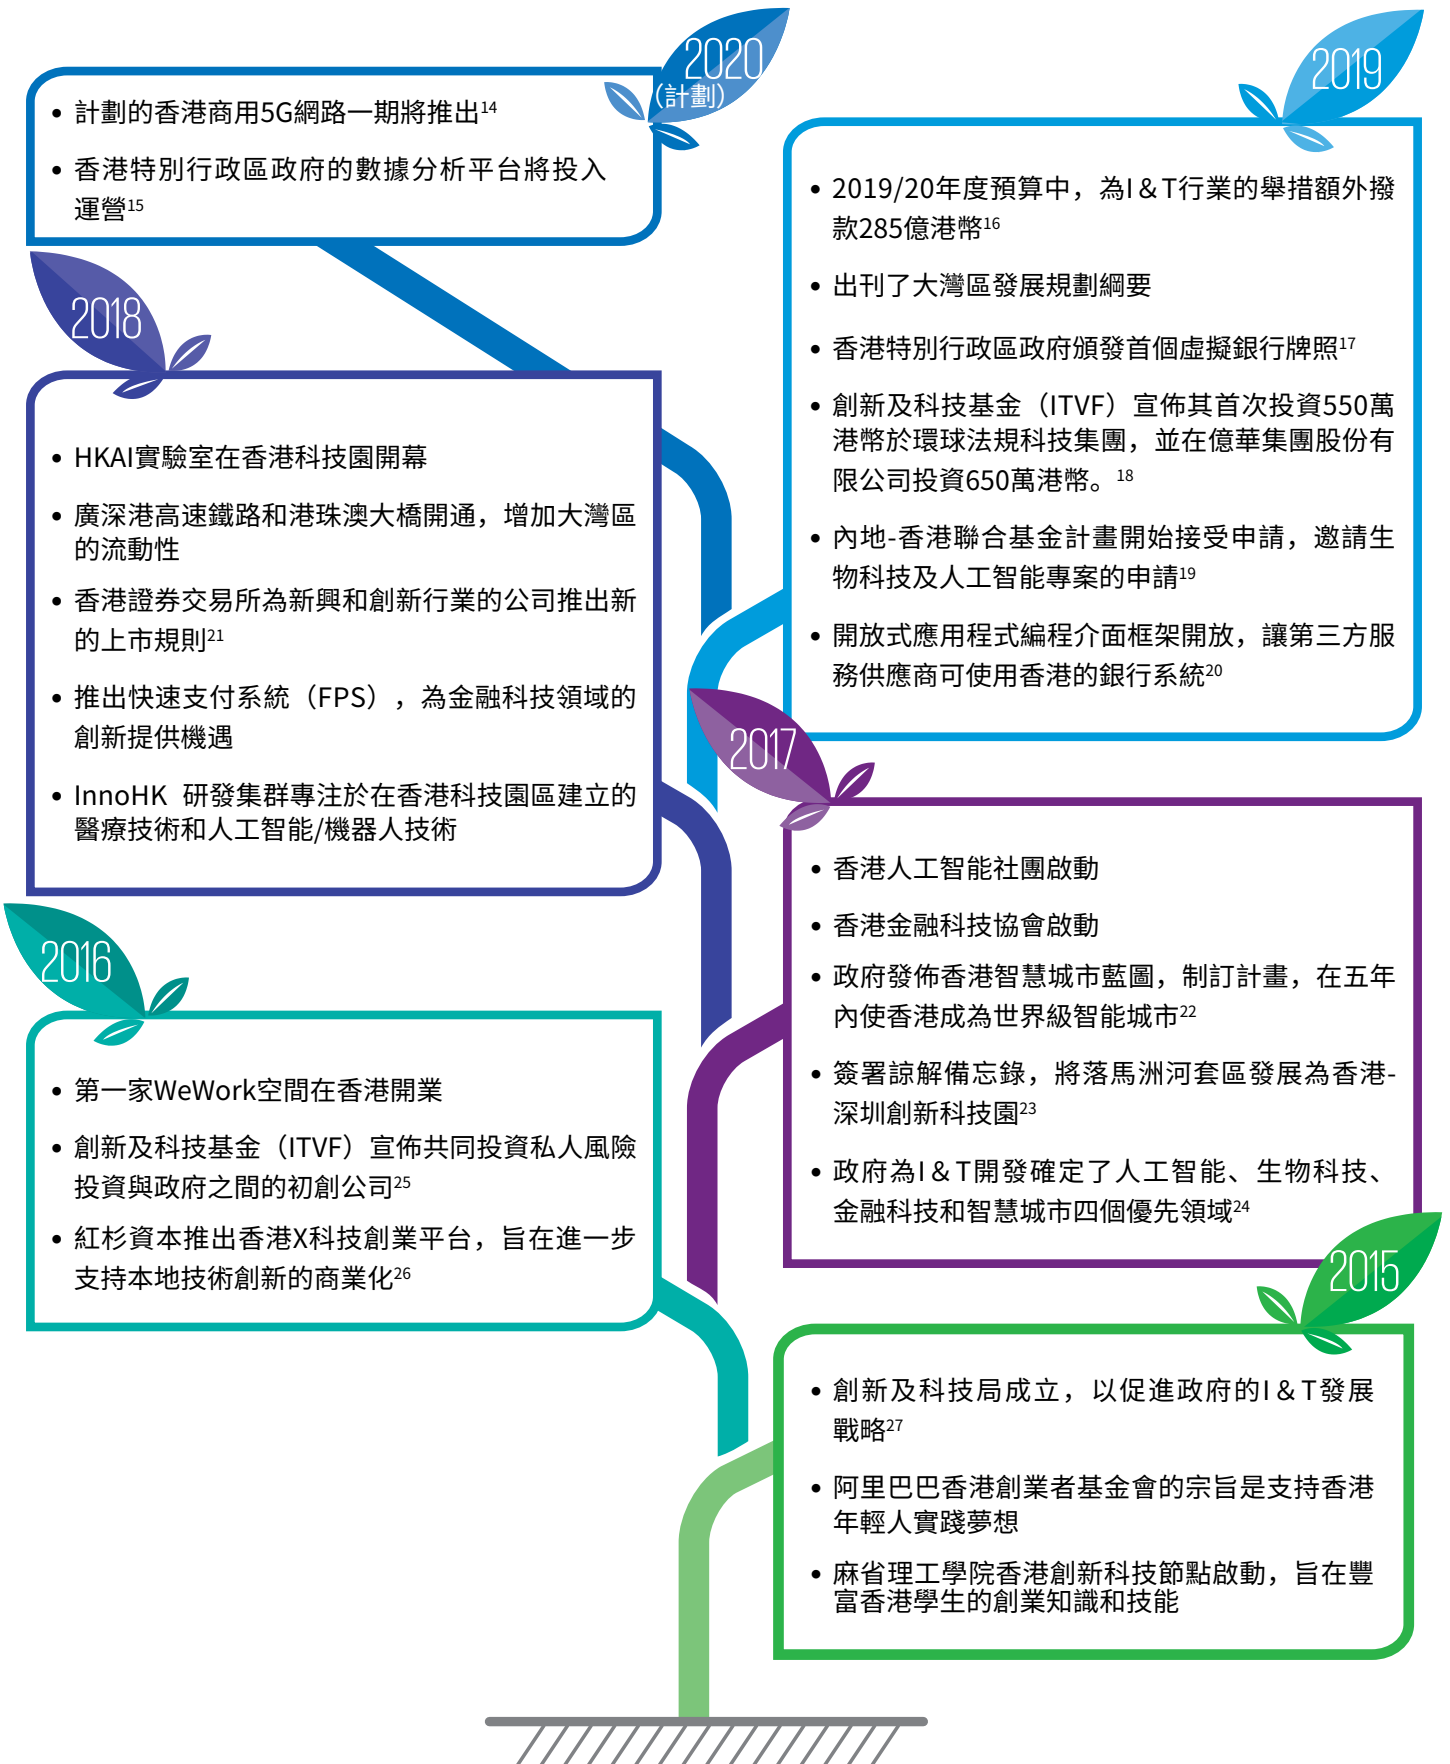 2020
（計劃）
• 計劃的香港商用5G網路一期將推出14
• 香港特別行政區政府的數據分析平台將投入
運營15
2019
• 2019/20年度預算中，為I＆T行業的舉措額外撥
款285億港幣16
• 出刊了大灣區發展規劃綱要
• 香港特別行政區政府頒發首個虛擬銀行牌照17
• 創新及科技基金（ITVF）宣佈其首次投資550萬
港幣於環球法規科技集團，並在億華集團股份有
限公司投資650萬港幣。18
• 內地-香港聯合基金計畫開始接受申請，邀請生
物科技及人工智能專案的申請19
• 開放式應用程式編程介面框架開放，讓第三方服
務供應商可使用香港的銀行系統20
2018
• HKAI實驗室在香港科技園開幕
• 廣深港高速鐵路和港珠澳大橋開通，增加大灣區
的流動性
• 香港證券交易所為新興和創新行業的公司推出新
的上市規則21
• 推出快速支付系統（FPS），為金融科技領域的
創新提供機遇
• InnoHK 研發集群專注於在香港科技園區建立的
醫療技術和人工智能/機器人技術
2017
• 香港人工智能社團啟動
• 香港金融科技協會啟動
• 政府發佈香港智慧城市藍圖，制訂計畫，在五年
內使香港成為世界級智能城市22
• 簽署諒解備忘錄，將落馬洲河套區發展為香港-
深圳創新科技園23
• 政府為I＆T開發確定了人工智能、生物科技、
金融科技和智慧城市四個優先領域24
2016
• 第一家WeWork空間在香港開業
• 創新及科技基金（ITVF）宣佈共同投資私人風險
投資與政府之間的初創公司25
• 紅杉資本推出香港X科技創業平台，旨在進一步
支持本地技術創新的商業化26
2015
• 創新及科技局成立，以促進政府的I＆T發展
戰略27
• 阿里巴巴香港創業者基金會的宗旨是支持香港
年輕人實踐夢想
• 麻省理工學院香港創新科技節點啟動，旨在豐
富香港學生的創業知識和技能